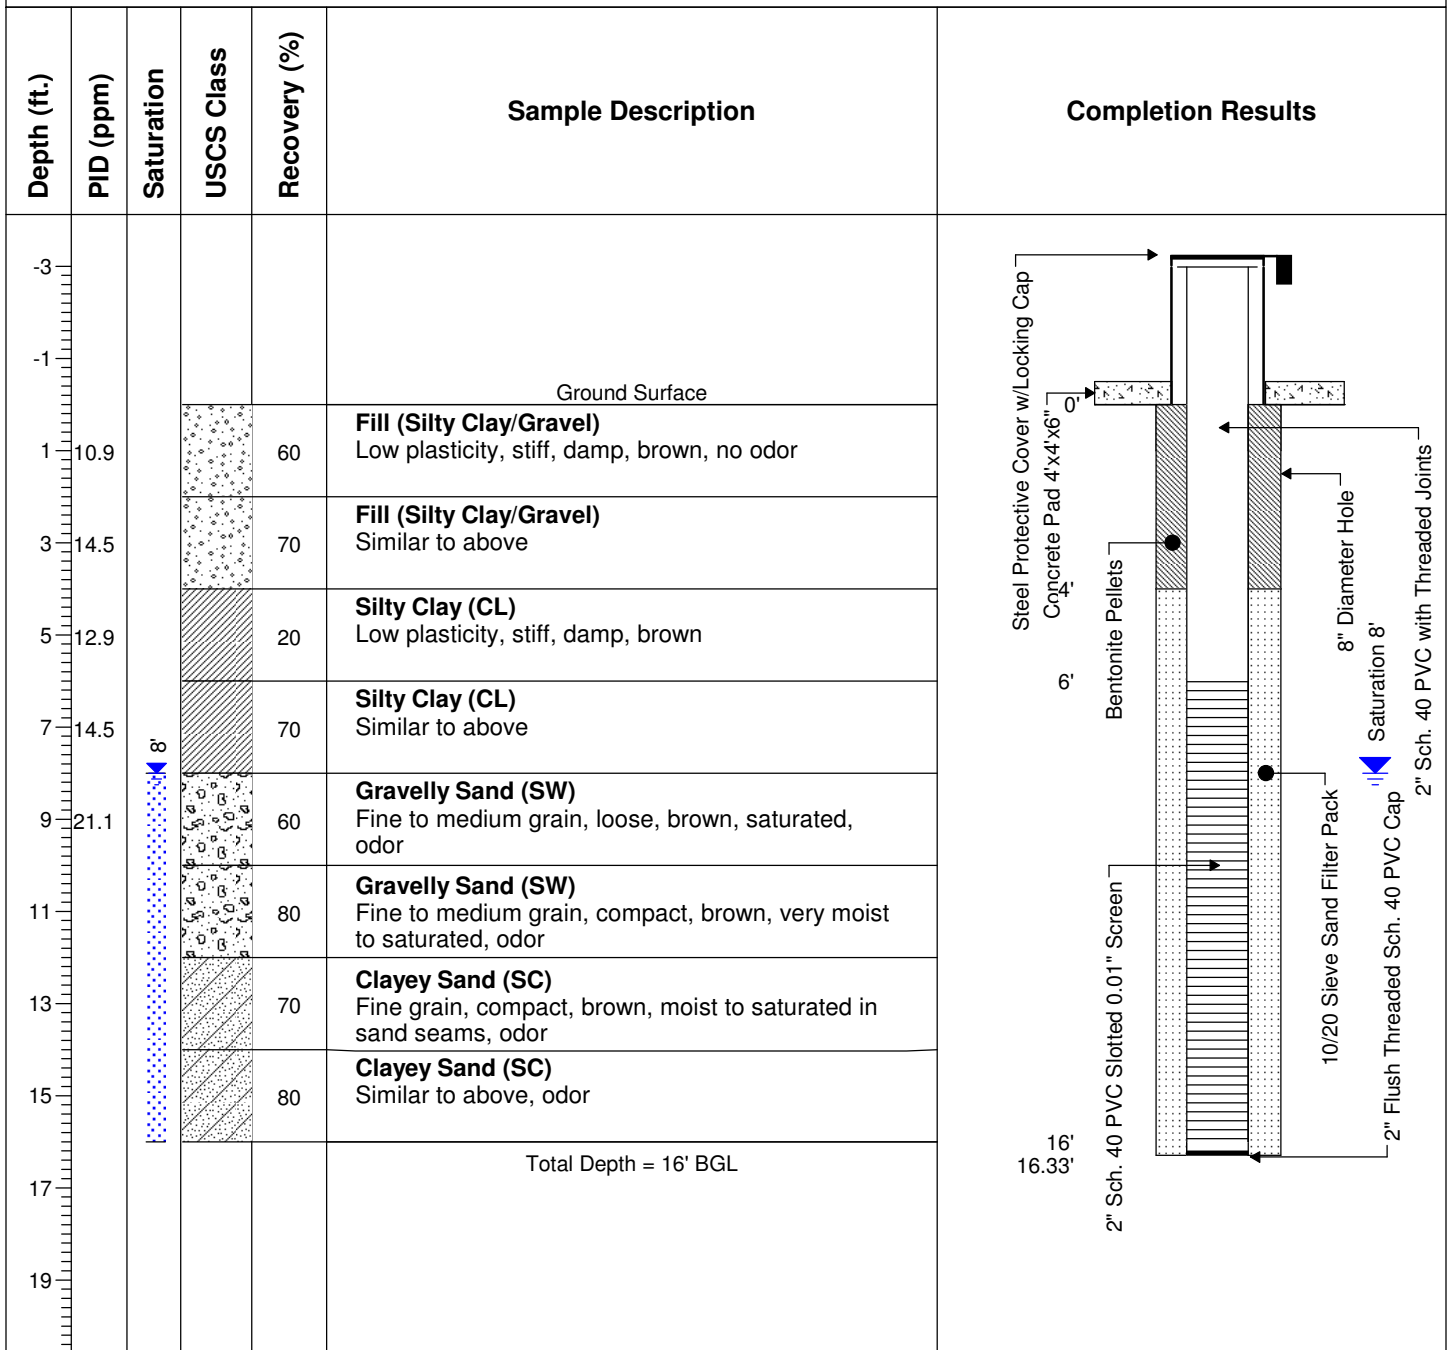 Depth (ft.)
PID (ppm)
Saturation
USCS Class
Recovery (%)
Sample Description
Completion Results
-3
-1
Ground Surface
1
10.9
60
Fill (Silty Clay/Gravel)
Low plasticity, stiff, damp, brown, no odor
3
14.5
70
Fill (Silty Clay/Gravel)
Similar to above
5
12.9
20
Silty Clay (CL)
Low plasticity, stiff, damp, brown
7
14.5
8'
70
Silty Clay (CL)
Similar to above
9
21.1
60
Gravelly Sand (SW)
Fine to medium grain, loose, brown, saturated,
odor
11
80
Gravelly Sand (SW)
Fine to medium grain, compact, brown, very moist
to saturated, odor
13
70
Clayey Sand (SC)
Fine grain, compact, brown, moist to saturated in
sand seams, odor
15
80
Clayey Sand (SC)
Similar to above, odor
Total Depth = 16' BGL
17
19
Steel Protective Cover w/Locking Cap
Concrete Pad 4'x4'x6"
0'
4'
6'
16'
16.33'
Bentonite Pellets
2" Sch. 40 PVC Slotted 0.01" Screen
8" Diameter Hole
10/20 Sieve Sand Filter Pack
Saturation 8'
2" Flush Threaded Sch. 40 PVC Cap
2" Sch. 40 PVC with Threaded Joints